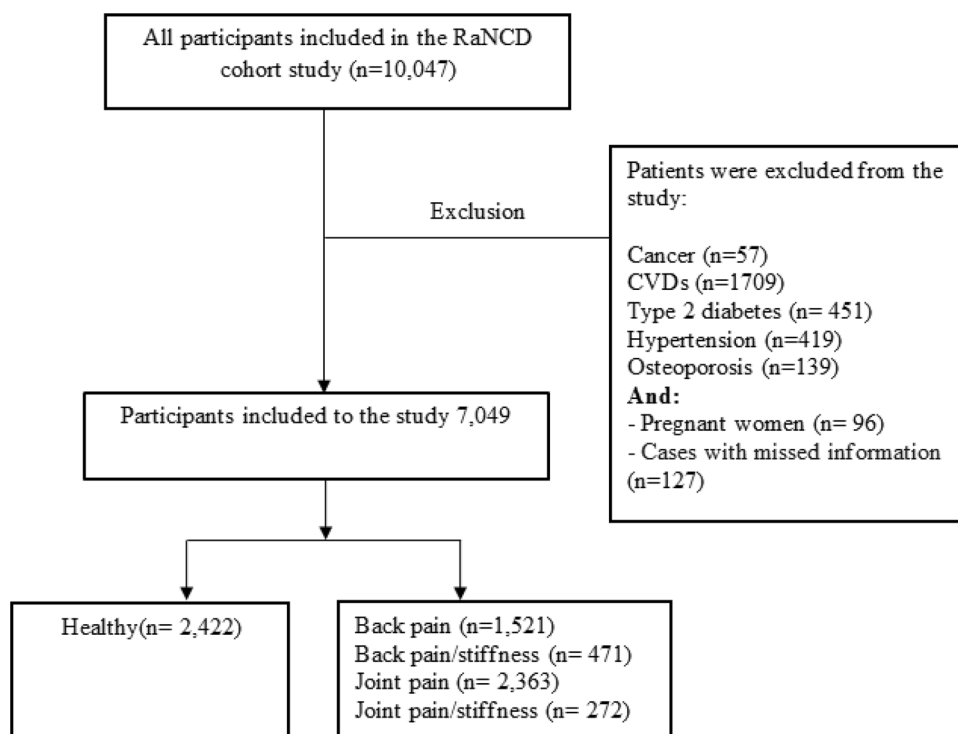 All participants included in the RaNCD
cohort study (n=10,047)
Exclusion
Patients were excluded from the
study:
Cancer (n=57)
CVDs (n=1709)
Type 2 diabetes (n= 451)
Hypertension (n=419)
Osteoporosis (n=139)
And:
- Pregnant women (n= 96)
- Cases with missed information
(n=127)
Participants included to the study 7,049
Healthy(n= 2,422)
Back pain (n=1,521)
Back pain/stiffness (n= 471)
Joint pain (n= 2,363)
Joint pain/stiffness (n= 272)